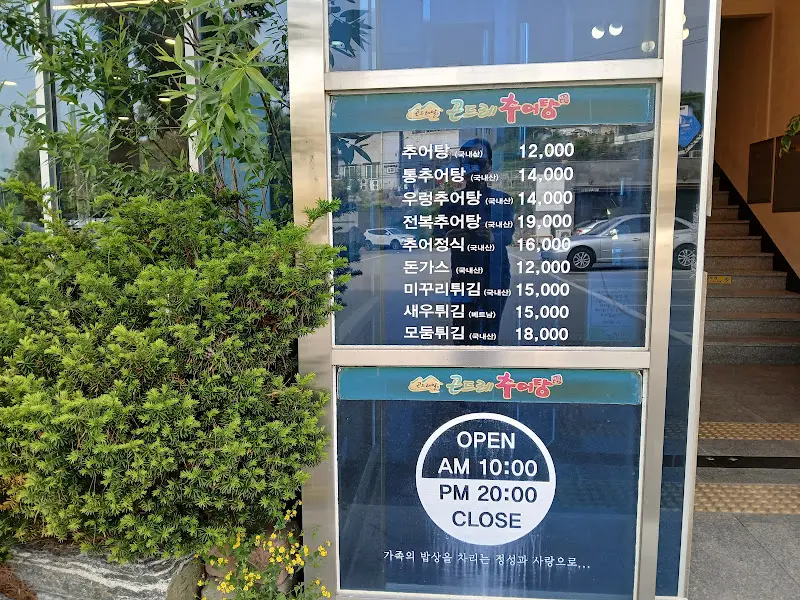 곤드레추어탕
추어탕 (국내산) 12,000
통추어탕 (국내산) 14,000
우렁추어탕 (국내산) 14,000
전복추어탕 (국내산) 19,000
추어정식 (국내산) 16,000
돈가스 (국내산) 12,000
미꾸리튀김 (국내산) 15,000
새우튀김 (베트남) 15,000
모둠튀김 (국내산) 18,000
곤드레추어탕
OPEN
AM 10:00
PM 20:00
CLOSE
가족의 밥상을 차리는 정성과 사랑으로...